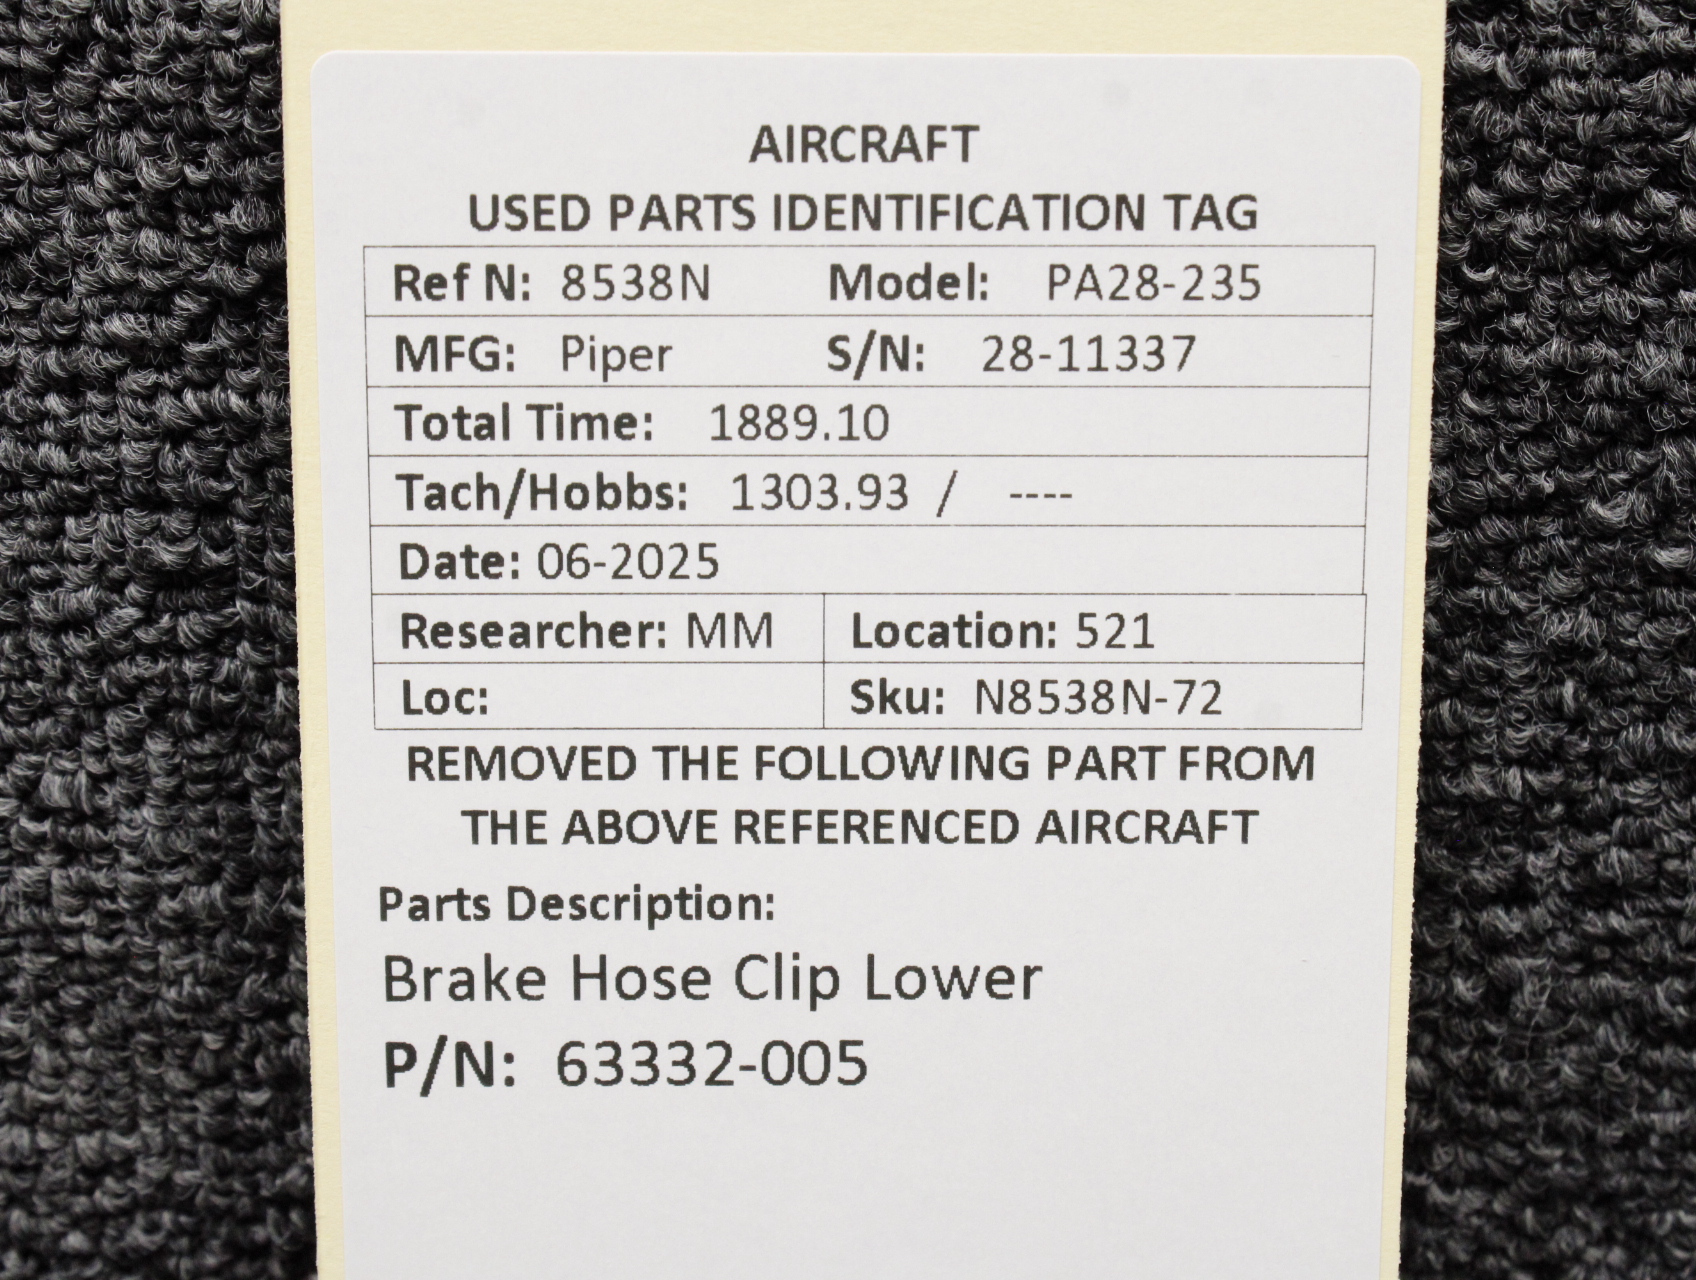 AIRCRAFT
USED PARTS IDENTIFICATION TAG
Ref N: 8538N Model: PA28-235
MFG: Piper S/N: 28-11337
Total Time: 1889.10
Tach/Hobbs: 1303.93 / ----
Date: 06-2025
Researcher: MM Location: 521
Loc: Sku: N8538N-72
REMOVED THE FOLLOWING PART FROM
THE ABOVE REFERENCED AIRCRAFT
Parts Description:
Brake Hose Clip Lower
P/N: 63332-005